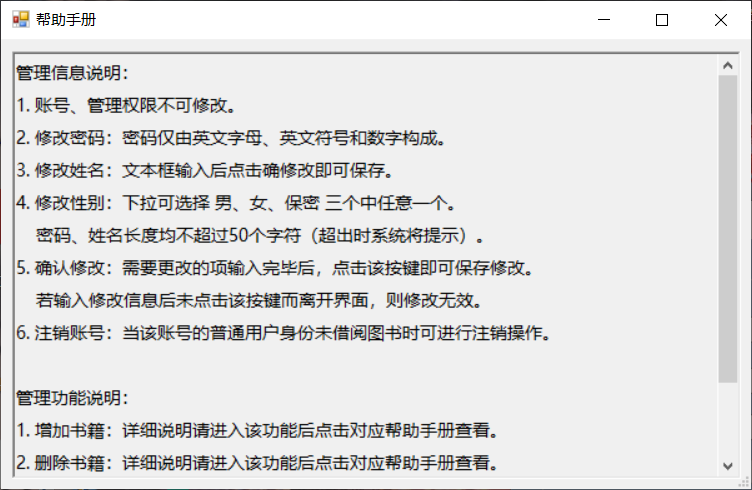 帮助手册
管理信息说明：
1. 账号、管理权限不可修改。
2. 修改密码：密码仅由英文字母、英文符号和数字构成。
3. 修改姓名：文本框输入后点击确修改即可保存。
4. 修改性别：下拉可选择 男、女、保密 三个中任意一个。
密码、姓名长度均不超过50个字符（超出时系统将提示）。
5. 确认修改：需要更改的项输入完毕后，点击该按键即可保存修改。
若输入修改信息后未点击该按键而离开界面，则修改无效。
6. 注销账号：当该账号的普通用户身份未借阅图书时可进行注销操作。
管理功能说明：
1. 增加书籍：详细说明请进入该功能后点击对应帮助手册查看。
2. 删除书籍：详细说明请进入该功能后点击对应帮助手册查看。